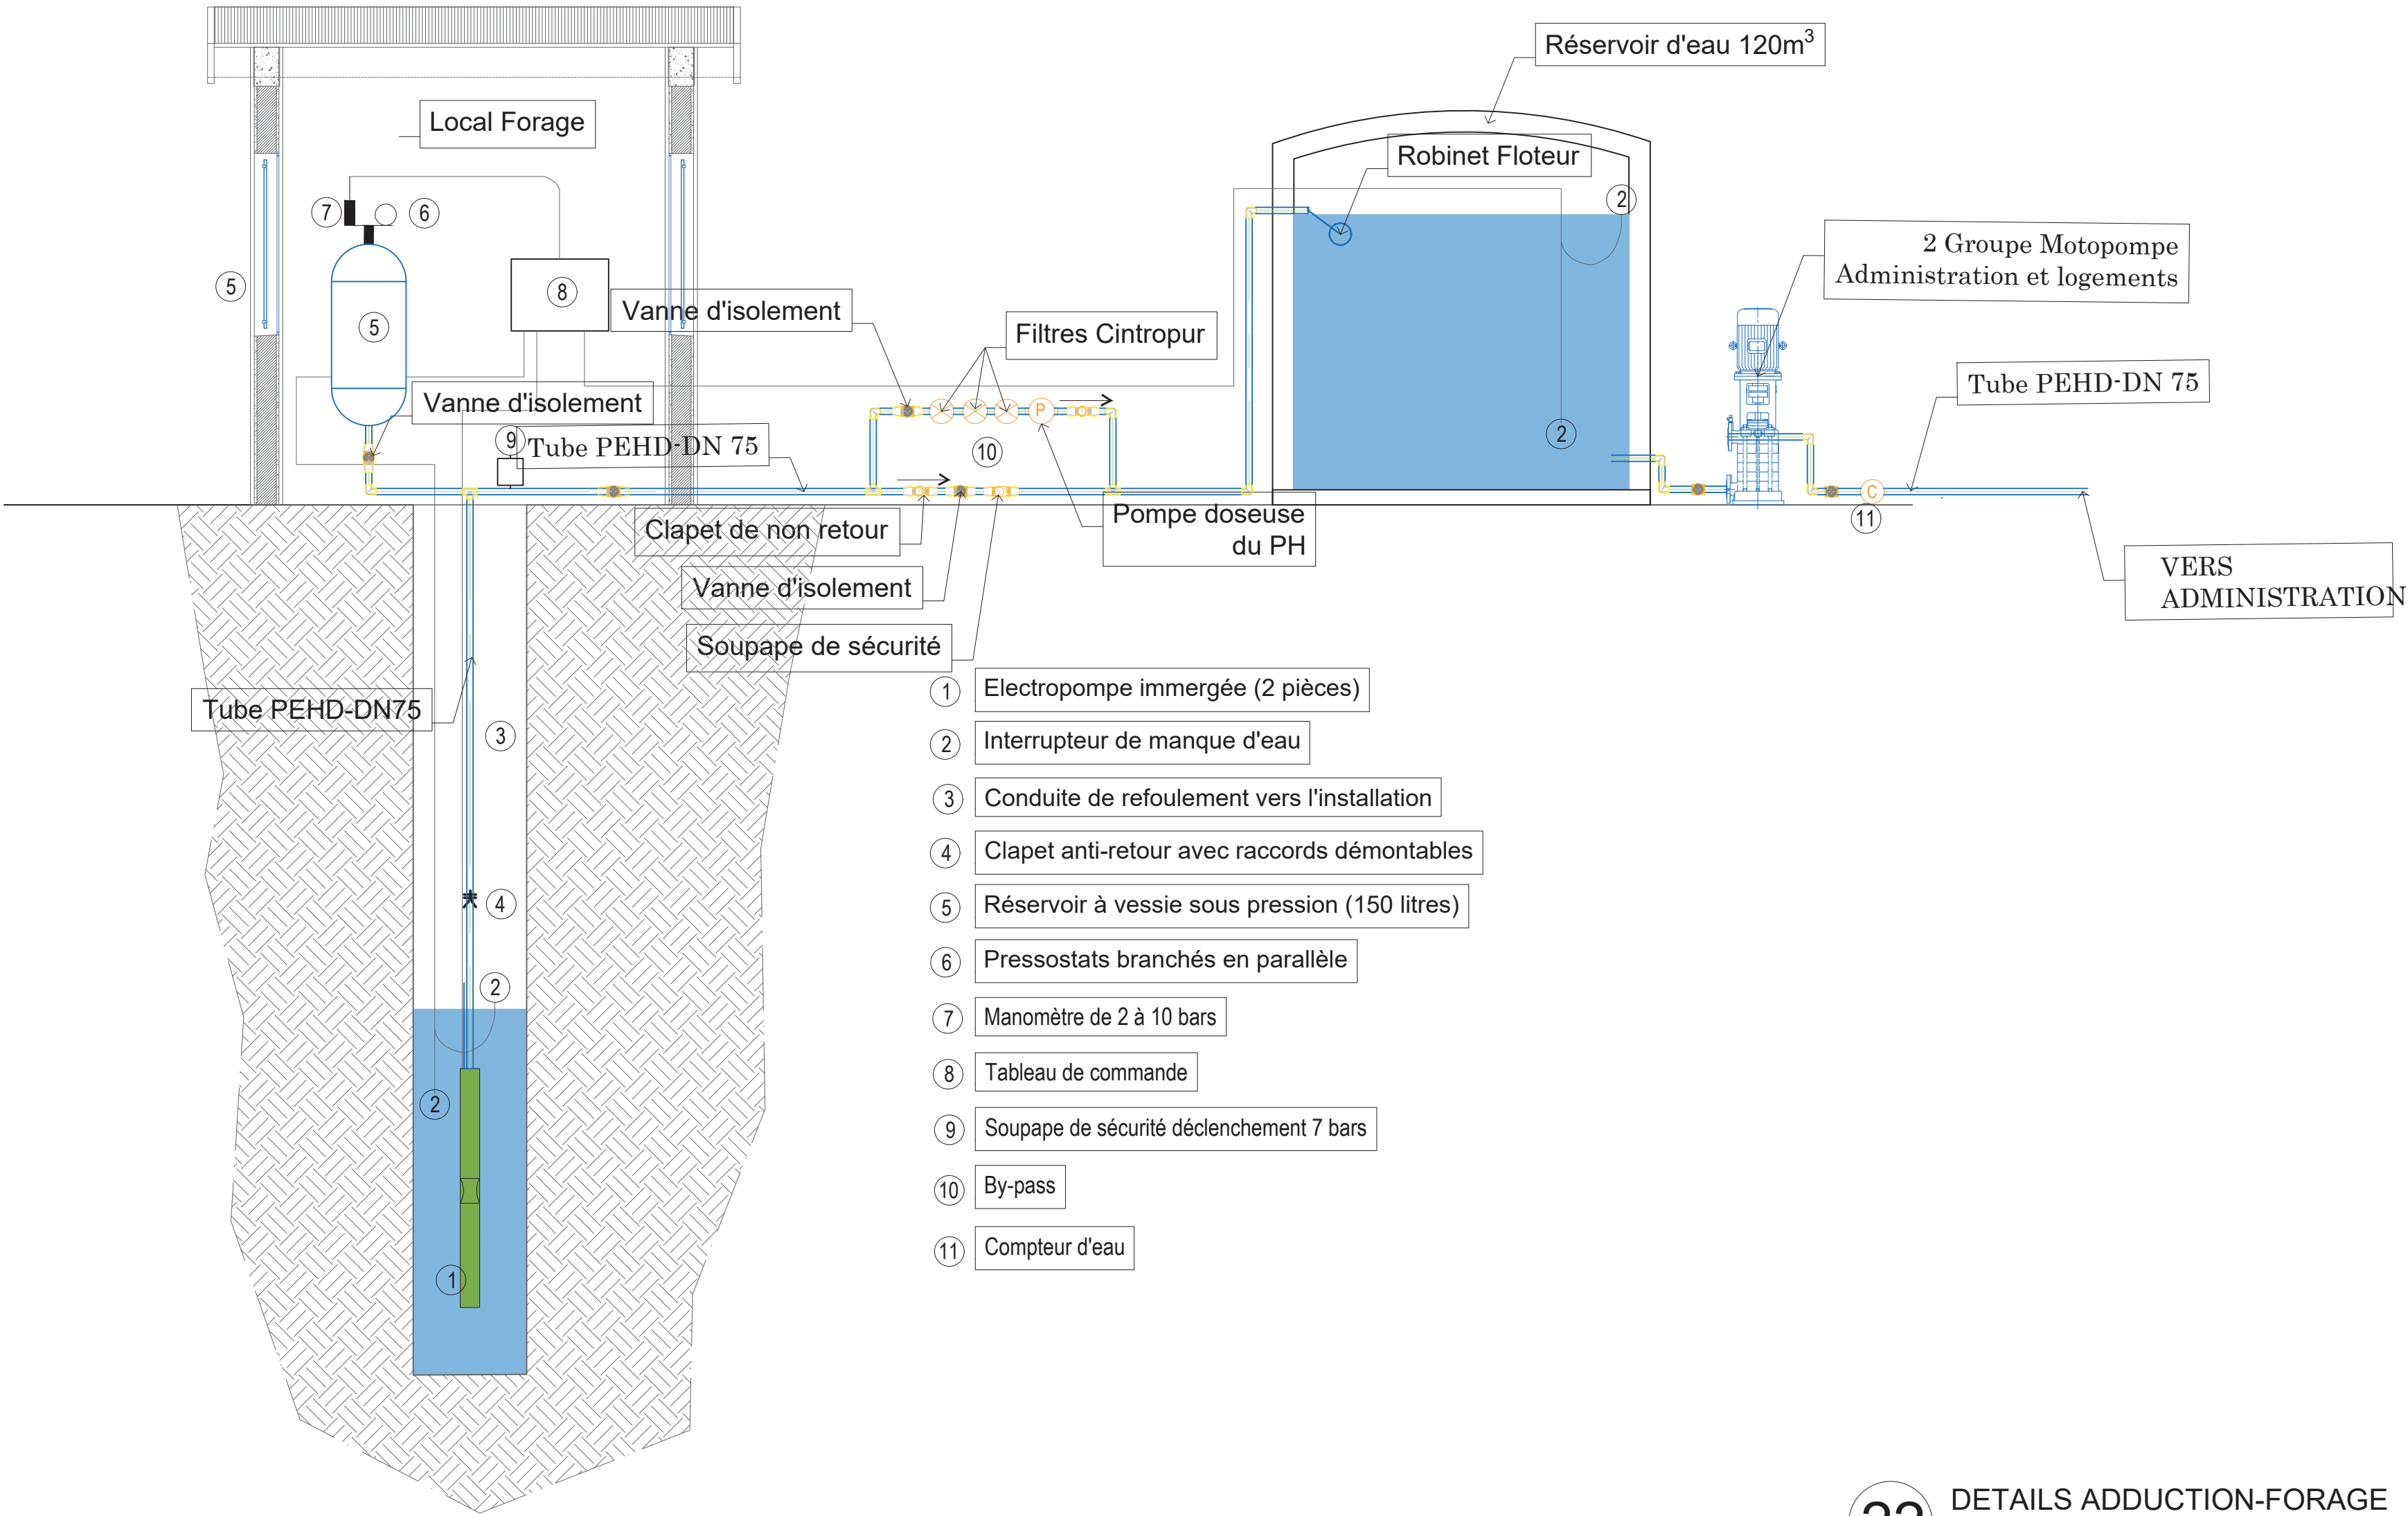 Réservoir d'eau 120m³
Local Forage
Robinet Floteur
7
6
2
2 Groupe Motopompe
Administration et logements
5
8
5
Vanne d'isolement
Filtres Cintropur
Tube PEHD-DN 75
Vanne d'isolement
P
9
Tube PEHD-DN 75
10
2
C
11
Clapet de non retour
Pompe doseuse
du PH
VERS
ADMINISTRATION
Vanne d'isolement
Soupape de sécurité
Tube PEHD-DN75
3
4
2
2
1
1 Electropompe immergée (2 pièces)
2 Interrupteur de manque d'eau
3 Conduite de refoulement vers l'installation
4 Clapet anti-retour avec raccords démontables
5 Réservoir à vessie sous pression (150 litres)
6 Pressostats branchés en parallèle
7 Manomètre de 2 à 10 bars
8 Tableau de commande
9 Soupape de sécurité déclenchement 7 bars
10 By-pass
11 Compteur d'eau
DETAILS ADDUCTION-FORAGE